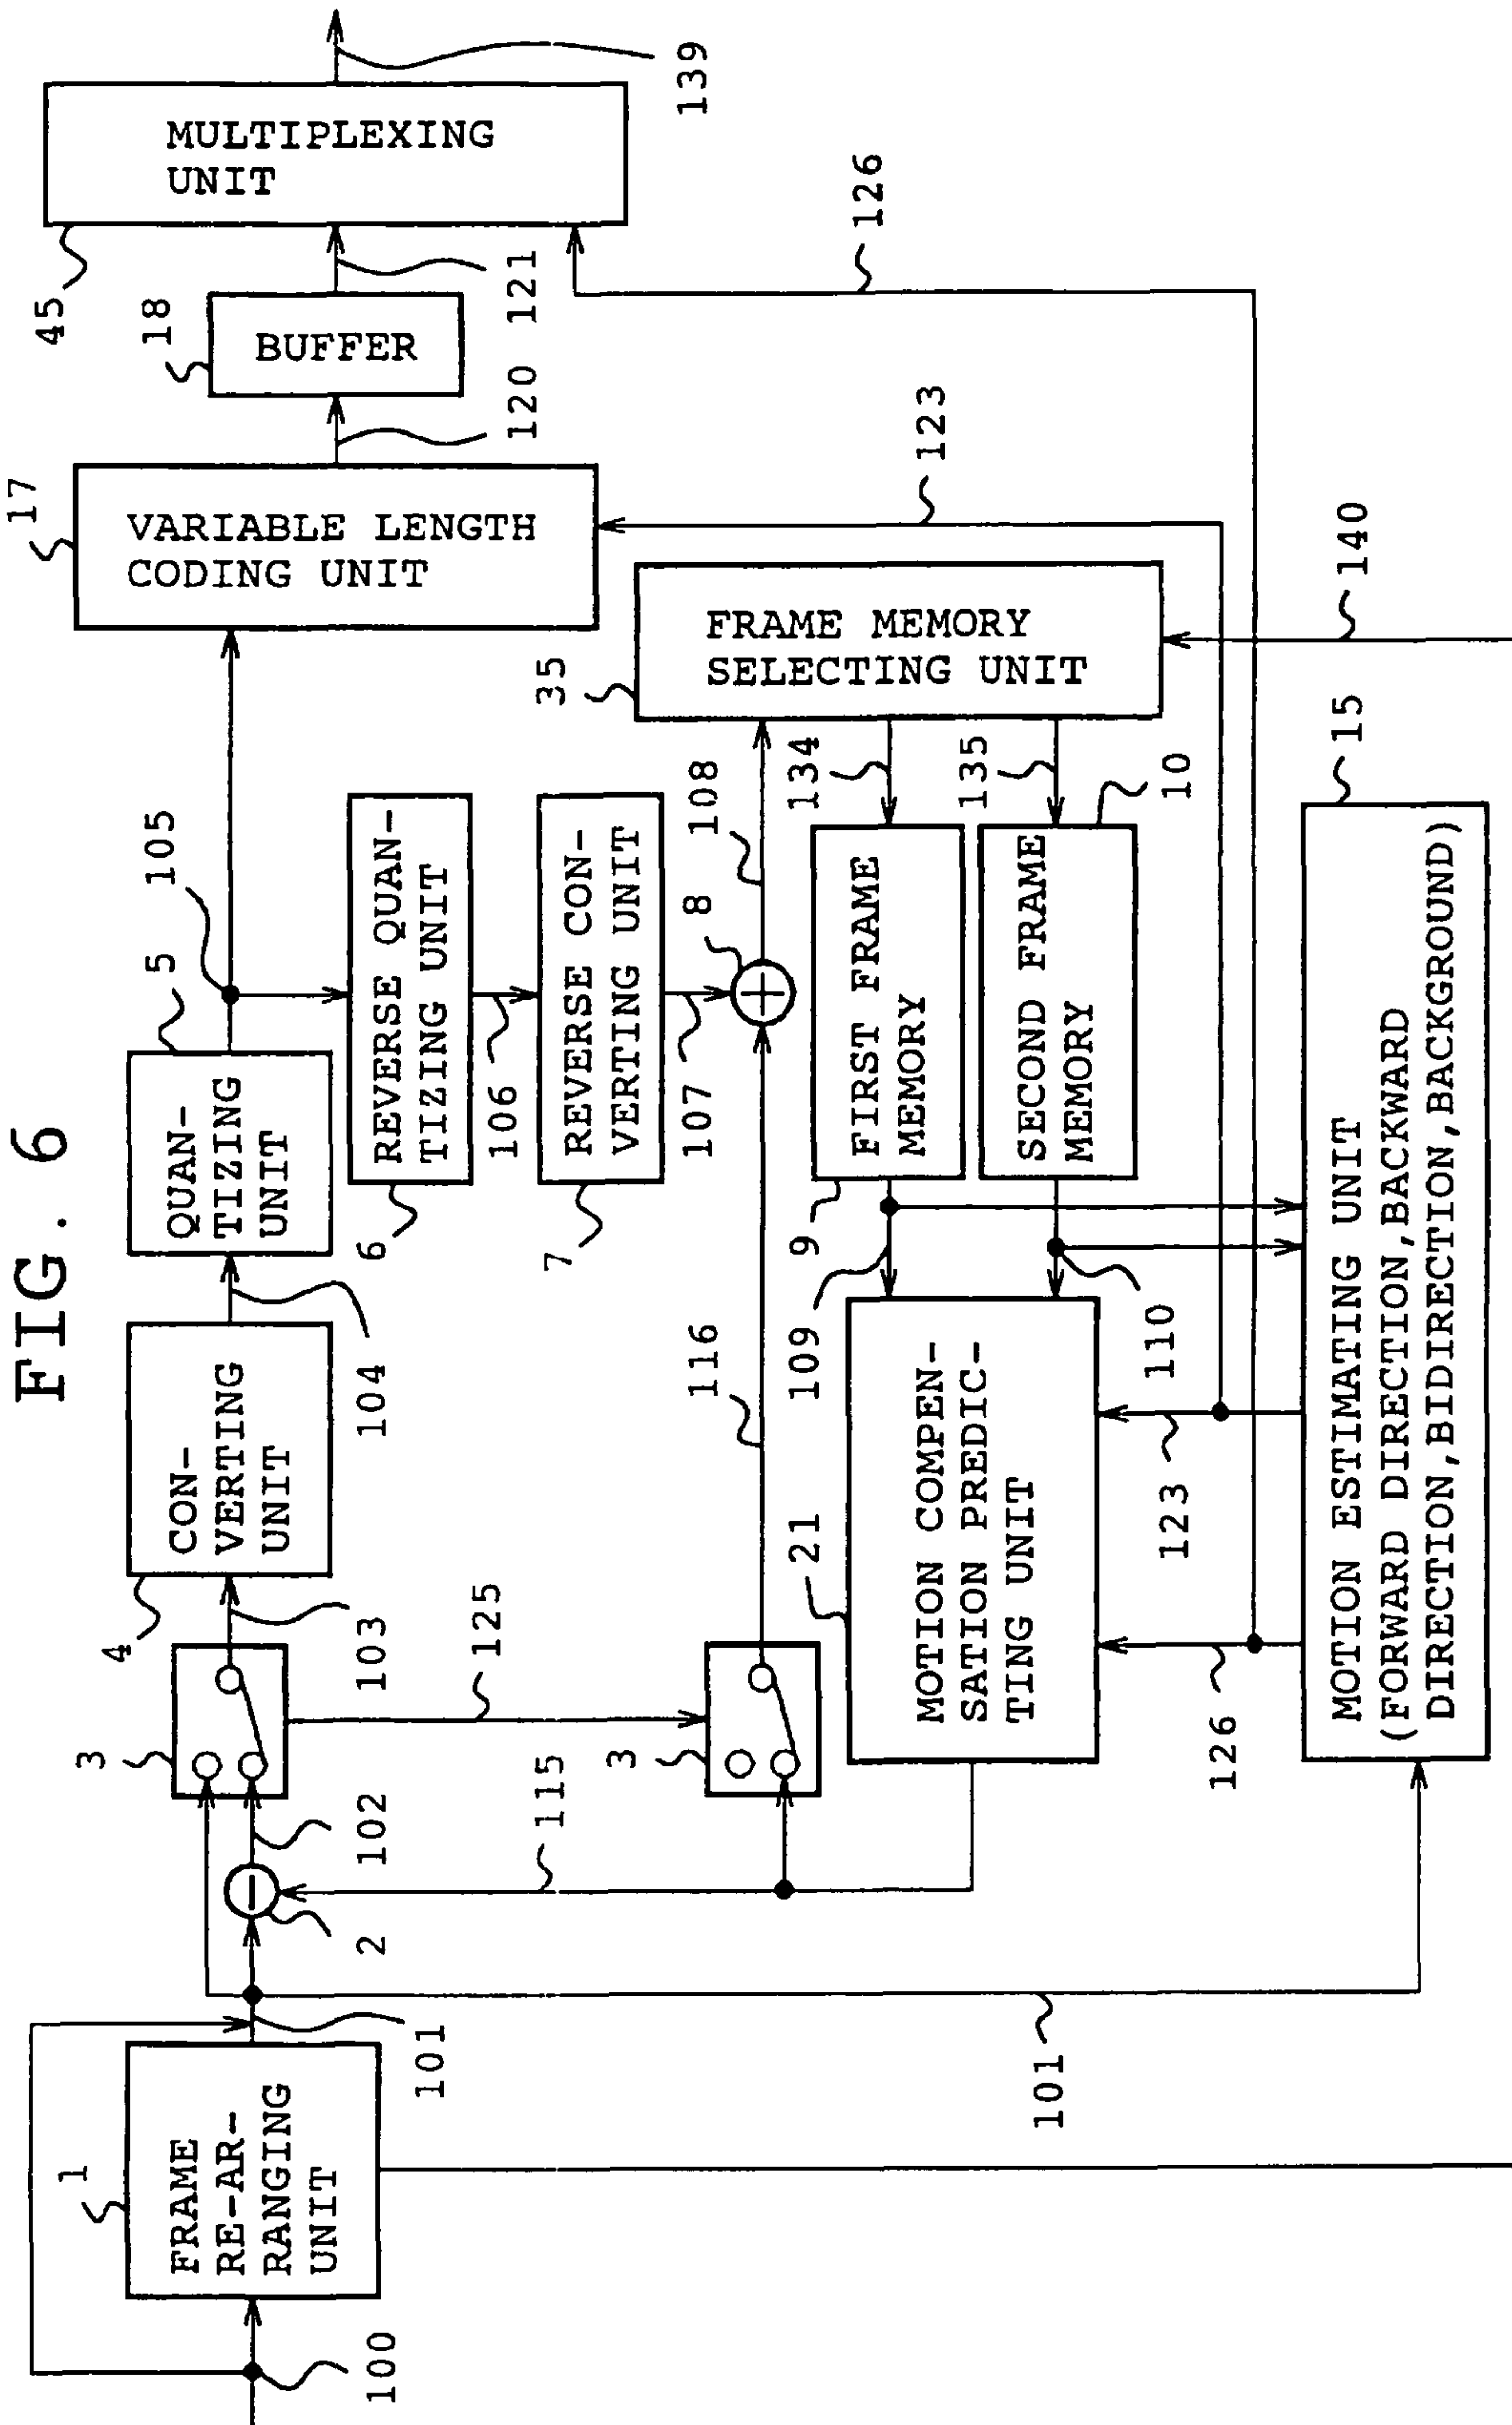 FIG. 6
1
FRAME
RE-AR-
RANGING
UNIT
100
101
101
2
102
3
103
115
125
3
4
CON-
VERTING
UNIT
104
5
QUAN-
TIZING
UNIT
105
6
REVERSE QUAN-
TIZING UNIT
106
7
REVERSE CON-
VERTING UNIT
107
8
108
116
17
VARIABLE LENGTH
CODING UNIT
120
18
BUFFER
121
45
MULTIPLEXING
UNIT
139
126
123
35
FRAME MEMORY
SELECTING UNIT
140
134
135
9
FIRST FRAME
MEMORY
10
SECOND FRAME
MEMORY
109
110
21
MOTION COMPEN-
SATION PREDIC-
TING UNIT
123
126
15
MOTION ESTIMATING UNIT
(FORWARD DIRECTION,BACKWARD
DIRECTION,BIDIRECTION,BACKGROUND)